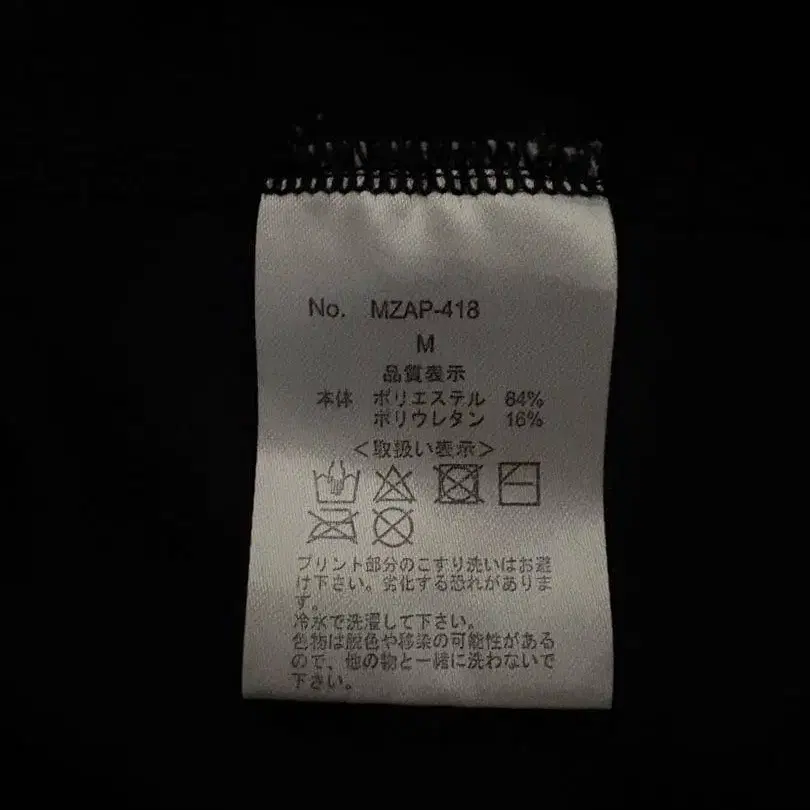 No. MZAP-418
M
品質表示
本体 ポリエステル 84%
ポリウレタン 16%
<取扱い表示>
プリント部分のこすり洗いはお避
け下さい。劣化する恐れがありま
す。
冷水で洗濯して下さい。
色物は脱色や移染の可能性がある
ので、他の物と一緒に洗わないで
下さい。